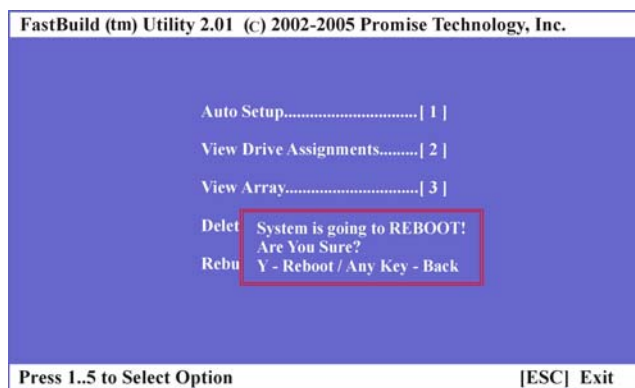 FastBuild (tm) Utility 2.01 (C) 2002-2005 Promise Technology, Inc.
Auto Setup...............................[ 1 ]
View Drive Assignments.........[ 2 ]
View Array...............................[ 3 ]
Delet
Rebu
System is going to REBOOT!
Are You Sure?
Y - Reboot / Any Key - Back
Press 1..5 to Select Option [ESC] Exit